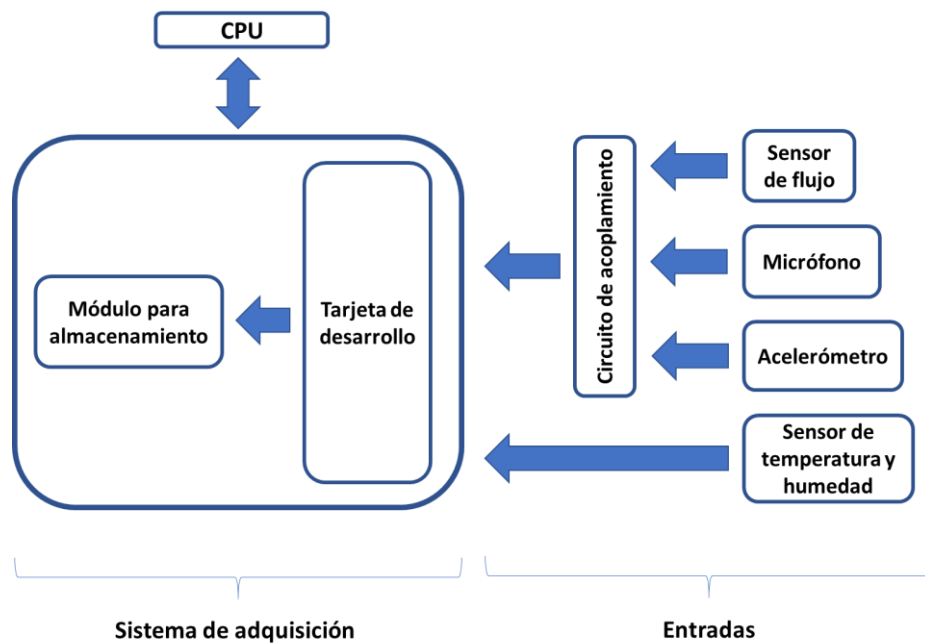 CPU
Módulo para
almacenamiento
Tarjeta de
desarrollo
Circuito de acoplamiento
Sensor
de flujo
Micrófono
Acelerómetro
Sensor de
temperatura y
humedad
Sistema de adquisición
Entradas